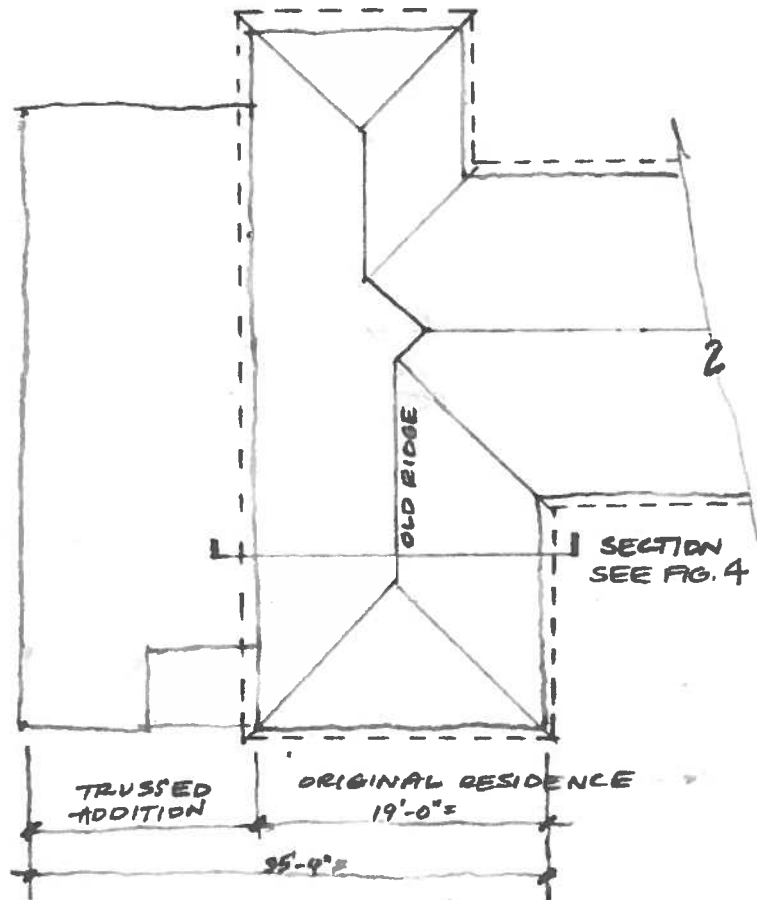 2
OLD RIDGE
SECTION
SEE FIG. 4
TRUSSED
ADDITION
ORIGINAL RESIDENCE
19'-0"±